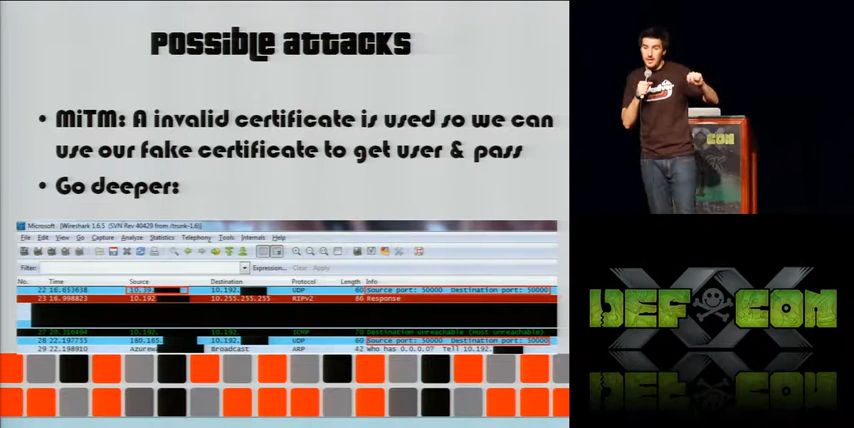 POSSIBLE ATTACKS
• MiTM: A invalid certificate is used so we can
use our fake certificate to get user & pass
• Go deeper:
Microsoft [Wireshark 1.6.5 (SVN Rev 40429 from /trunk-1.6)]
File Edit View Go Capture Analyze Statistics Telephony Tools Internals Help
Filter: Expression... Clear Apply
No. Time Source Destination Protocol Length Info
22 16.653638 10.39. 10.192. UDP 60 Source port: 50000 Destination port: 50000
23 16.998823 10.192. 10.255.255.255 RIPv2 66 Response
27 20.316494 10.192. 10.192. ICMP 70 Destination unreachable (Host unreachable)
28 22.197755 180.165. 10.192. UDP 60 Source port: 50000 Destination port: 50000
29 22.198910 Azurewa Broadcast ARP 42 Who has 0.0.0.0? Tell 10.192.
CON
DEF CON
XX